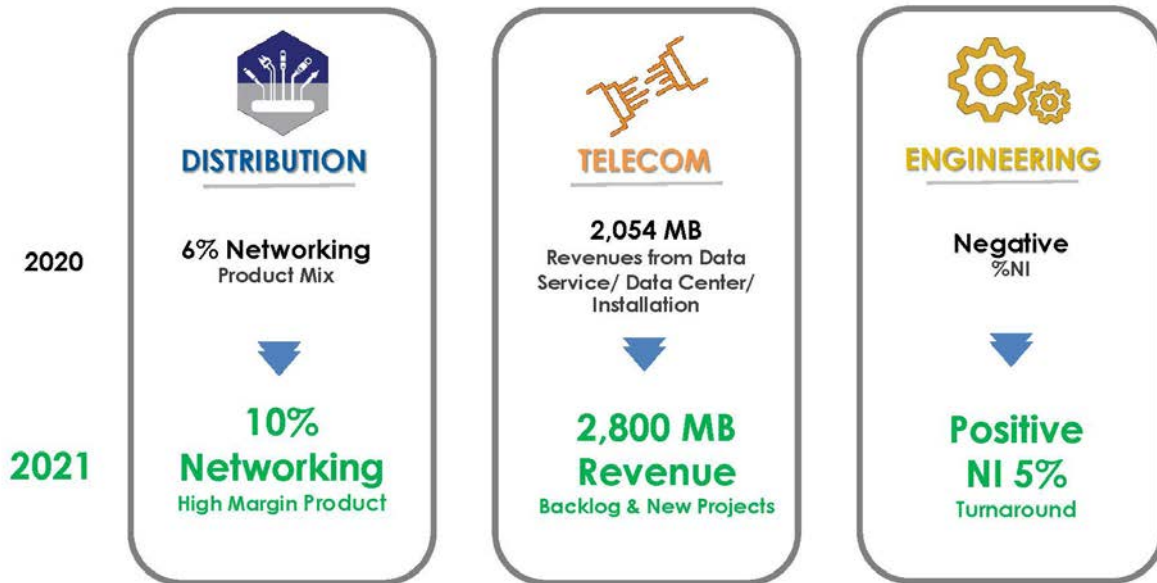 DISTRIBUTION
TELECOM
ENGINEERING
2020
6% Networking
Product Mix
2,054 MB
Revenues from Data
Service/ Data Center/
Installation
Negative
%NI
2021
10%
Networking
High Margin Product
2,800 MB
Revenue
Backlog & New Projects
Positive
NI 5%
Turnaround